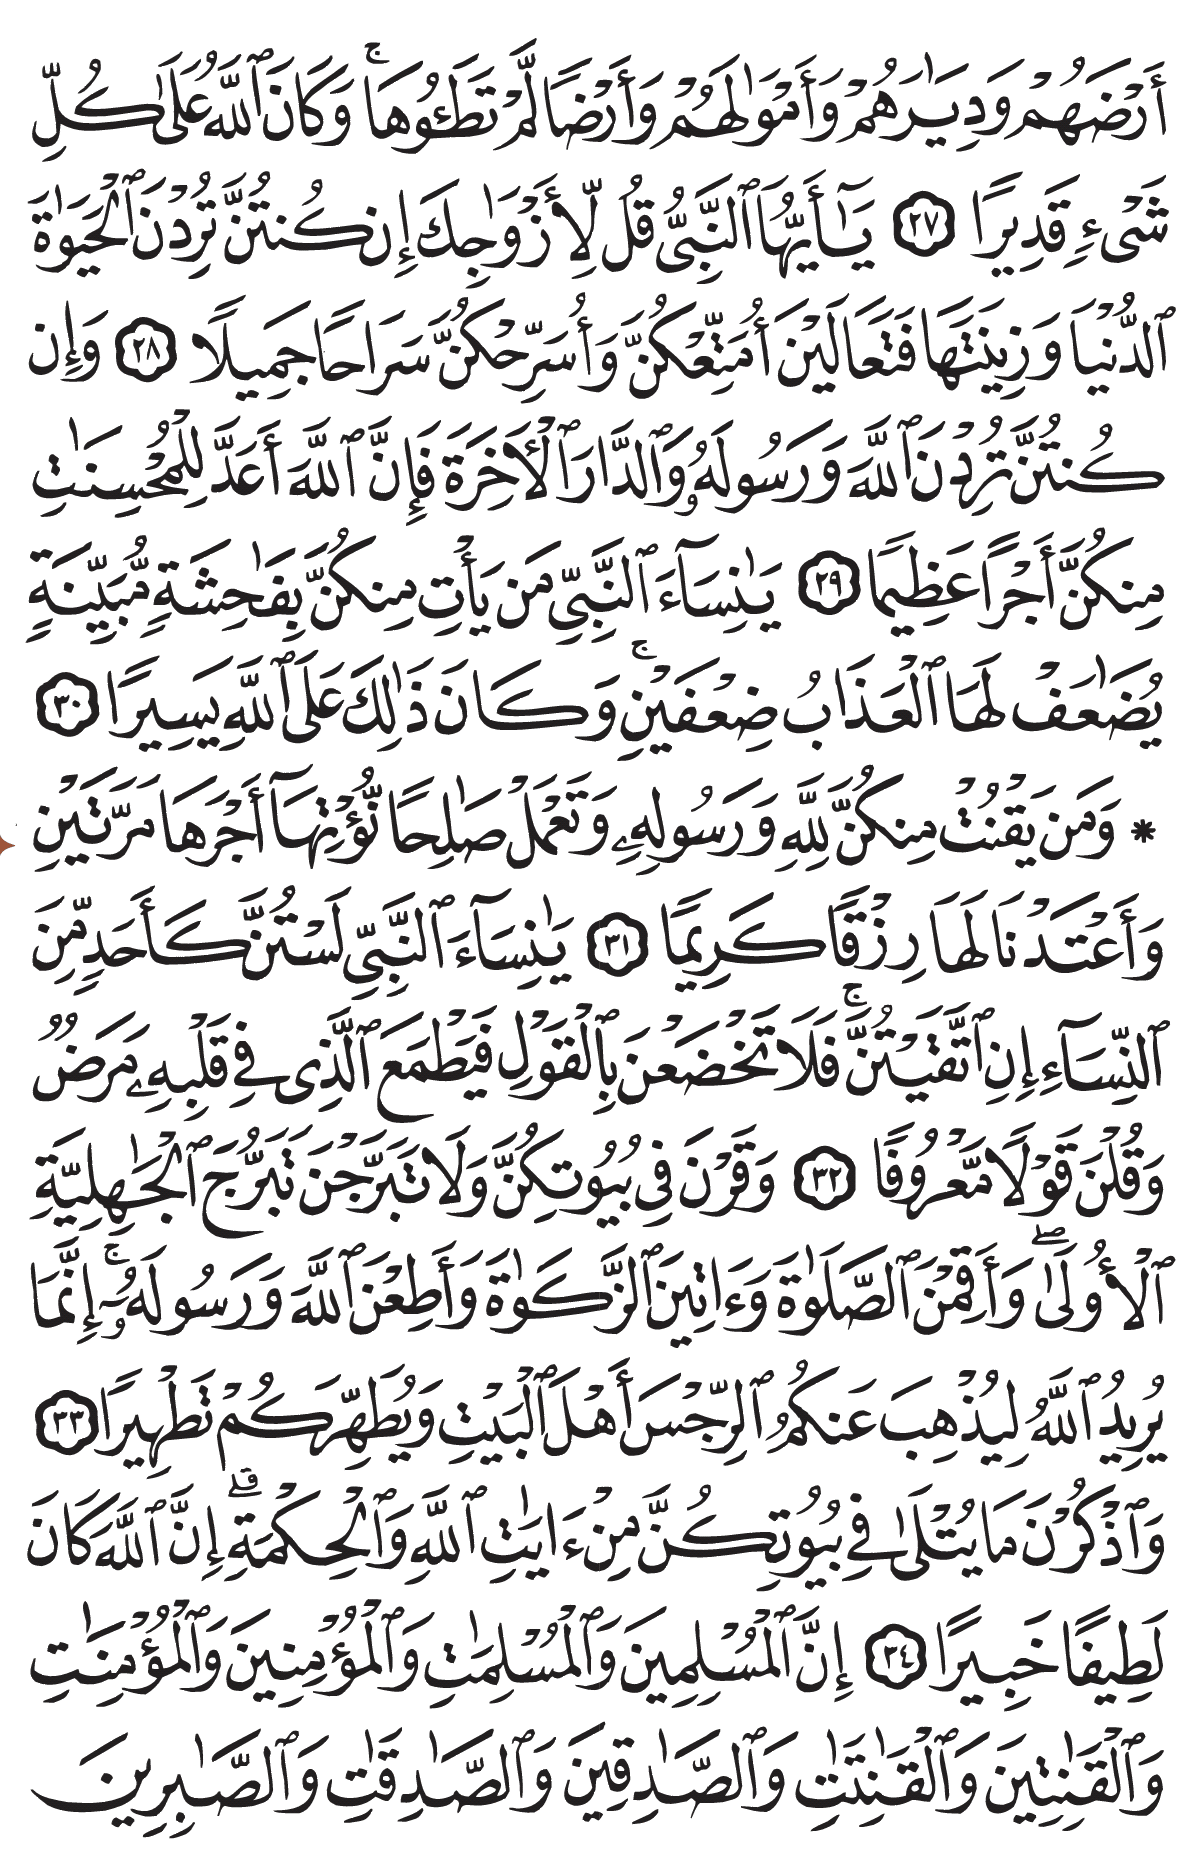 أَرْضَهُمْ وَدِيَٰرَهُمْ وَأَمْوَٰلَهُمْ وَأَرْضًا لَّمْ تَطَـُٔوهَا ۚ وَكَانَ ٱللَّهُ عَلَىٰ كُلِّ
شَىْءٍ قَدِيرًا ٢٧ يَـٰٓأَيُّهَا ٱلنَّبِىُّ قُل لِّأَزْوَٰجِكَ إِن كُنتُنَّ تُرِدْنَ ٱلْحَيَوٰةَ
ٱلدُّنْيَا وَزِينَتَهَا فَتَعَالَيْنَ أُمَتِّعْكُنَّ وَأُسَرِّحْكُنَّ سَرَاحًا جَمِيلًا ٢٨ وَإِن
كُنتُنَّ تُرِدْنَ ٱللَّهَ وَرَسُولَهُۥ وَٱلدَّارَ ٱلْأَخِرَةَ فَإِنَّ ٱللَّهَ أَعَدَّ لِلْمُحْسِنَٰتِ
مِنكُنَّ أَجْرًا عَظِيمًا ٢٩ يَـٰنِسَآءَ ٱلنَّبِىِّ مَن يَأْتِ مِنكُنَّ بِفَـٰحِشَةٍ مُّبَيِّنَةٍ
يُضَـٰعَفْ لَهَا ٱلْعَذَابُ ضِعْفَيْنِ ۚ وَكَانَ ذَٰلِكَ عَلَى ٱللَّهِ يَسِيرًا ٣٠
* وَمَن يَقْنُتْ مِنكُنَّ لِلَّهِ وَرَسُولِهِۦ وَتَعْمَلْ صَـٰلِحًا نُّؤْتِهَآ أَجْرَهَا مَرَّتَيْنِ
وَأَعْتَدْنَا لَهَا رِزْقًا كَرِيمًا ٣١ يَـٰنِسَآءَ ٱلنَّبِىِّ لَسْتُنَّ كَأَحَدٍ مِّنَ
ٱلنِّسَآءِ إِنِ ٱتَّقَيْتُنَّ ۚ فَلَا تَخْضَعْنَ بِٱلْقَوْلِ فَيَطْمَعَ ٱلَّذِى فِى قَلْبِهِۦ مَرَضٌ
وَقُلْنَ قَوْلًا مَّعْرُوفًا ٣٢ وَقَرْنَ فِى بُيُوتِكُنَّ وَلَا تَبَرَّجْنَ تَبَرُّجَ ٱلْجَـٰهِلِيَّةِ
ٱلْأُولَىٰ ۖ وَأَقِمْنَ ٱلصَّلَوٰةَ وَءَاتِينَ ٱلزَّكَوٰةَ وَأَطِعْنَ ٱللَّهَ وَرَسُولَهُۥٓ ۚ إِنَّمَا
يُرِيدُ ٱللَّهُ لِيُذْهِبَ عَنكُمُ ٱلرِّجْسَ أَهْلَ ٱلْبَيْتِ وَيُطَهِّرَكُمْ تَطْهِيرًا ٣٣
وَٱذْكُرْنَ مَا يُتْلَىٰ فِى بُيُوتِكُنَّ مِنْ ءَايَـٰتِ ٱللَّهِ وَٱلْحِكْمَةِ ۗ إِنَّ ٱللَّهَ كَانَ
لَطِيفًا خَبِيرًا ٣٤ إِنَّ ٱلْمُسْلِمِينَ وَٱلْمُسْلِمَـٰتِ وَٱلْمُؤْمِنِينَ وَٱلْمُؤْمِنَـٰتِ
وَٱلْقَـٰنِتِينَ وَٱلْقَـٰنِتَـٰتِ وَٱلصَّـٰدِقِينَ وَٱلصَّـٰدِقَـٰتِ وَٱلصَّـٰبِرِينَ